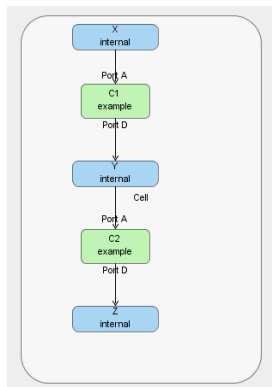 X
internal
Port A
C1
example
Port D
Y
internal
Cell
Port A
C2
example
Port D
Z
internal